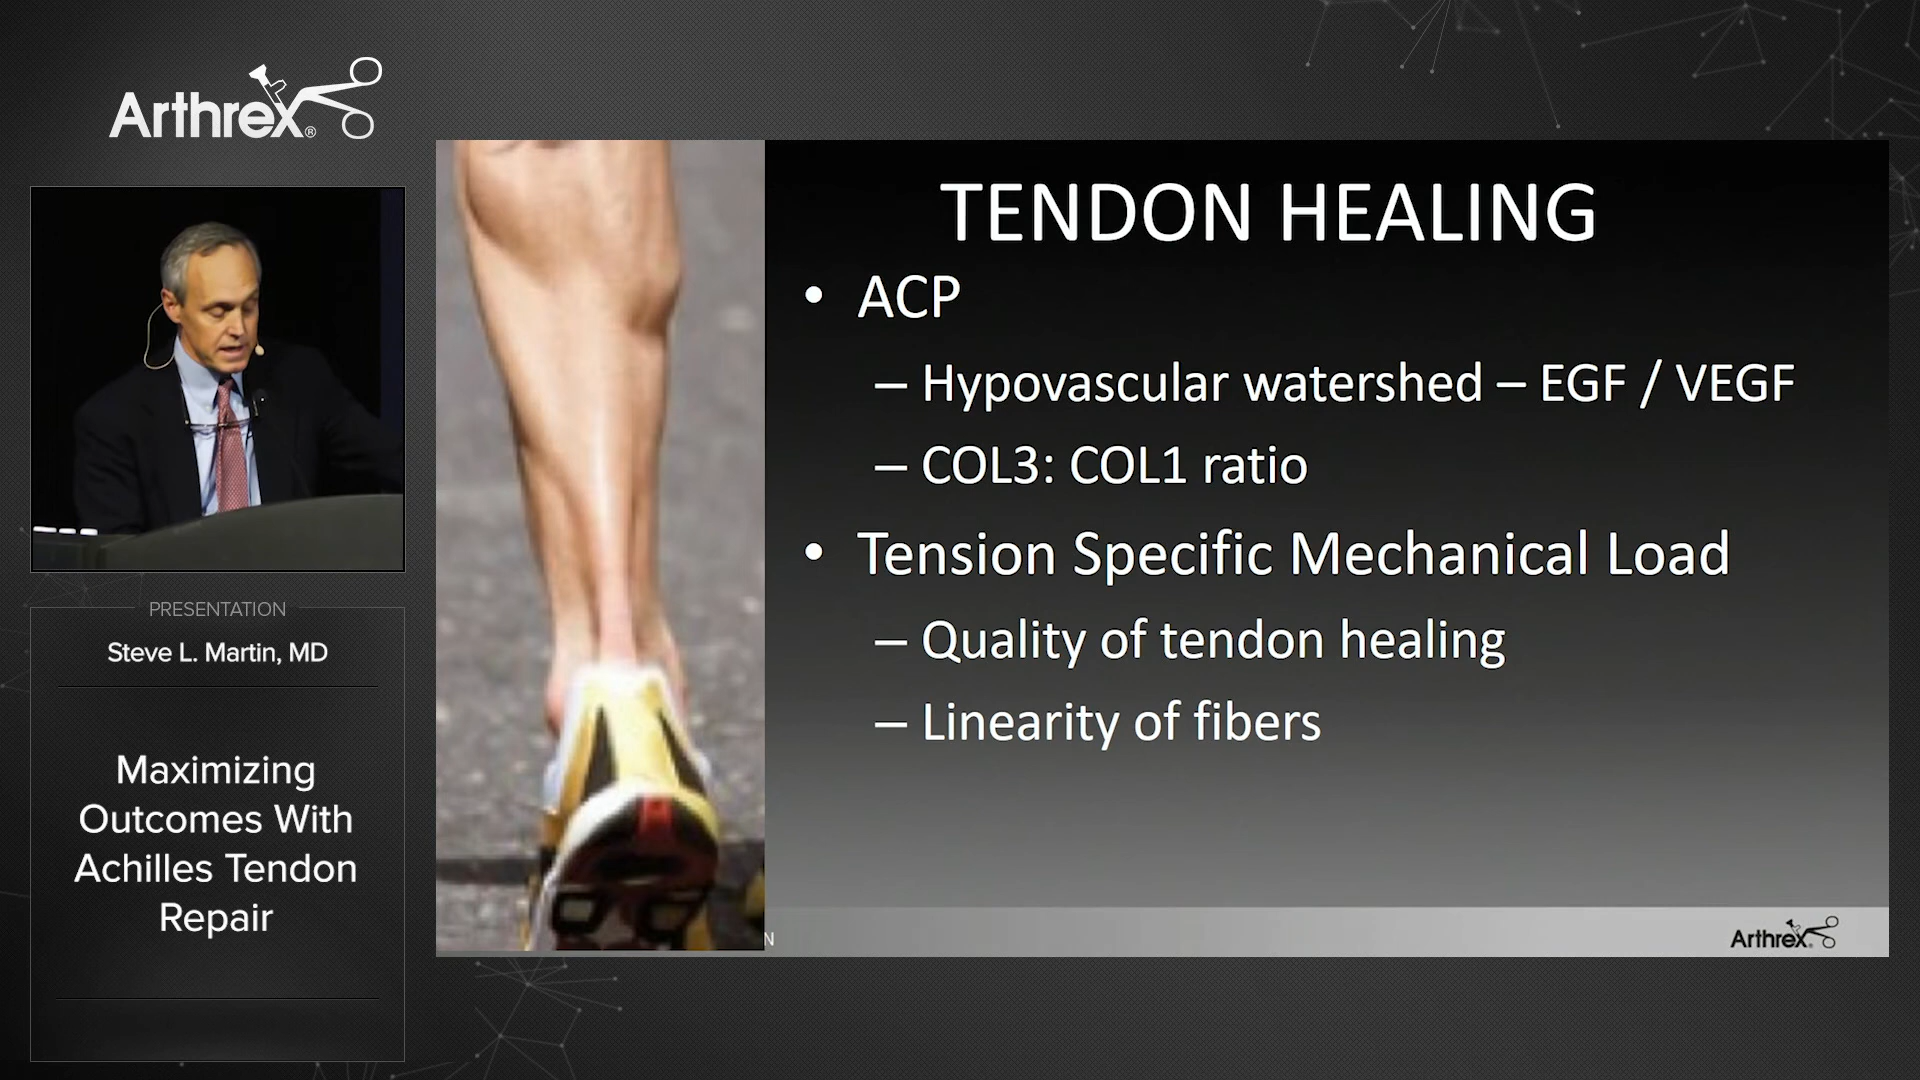 Arthrex®
PRESENTATION
Steve L. Martin, MD
Maximizing
Outcomes With
Achilles Tendon
Repair
TENDON HEALING
• ACP
– Hypovascular watershed – EGF / VEGF
– COL3: COL1 ratio
• Tension Specific Mechanical Load
– Quality of tendon healing
– Linearity of fibers
N
Arthrex®